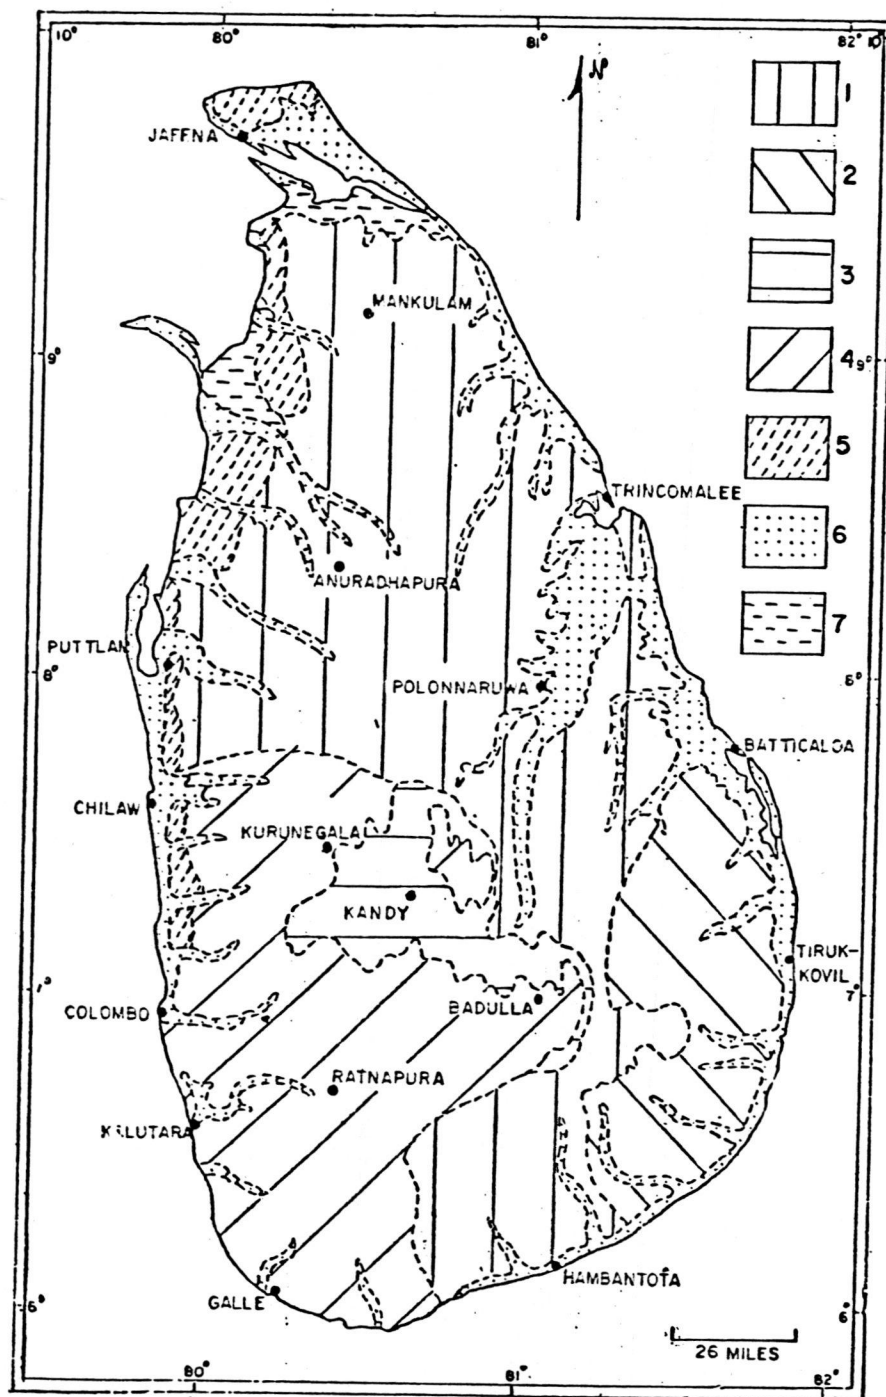 10° 80° 81° 82° 10°
N
JAFFNA
1
2
3
MANKULAM
9° 4 9°
5
TRINCOMALEE
6
ANURADHAPURA
7
PUTTLAM
8° POLONNARUWA 8°
BATTICALOA
CHILAW
KURUNEGALA
KANDY
TIRUK-
KOVIL
7° 7°
COLOMBO BADULLA
RATNAPURA
KALUTARA
HAMBANTOTA
GALLE
6° 6°
26 MILES
80° 81° 82°